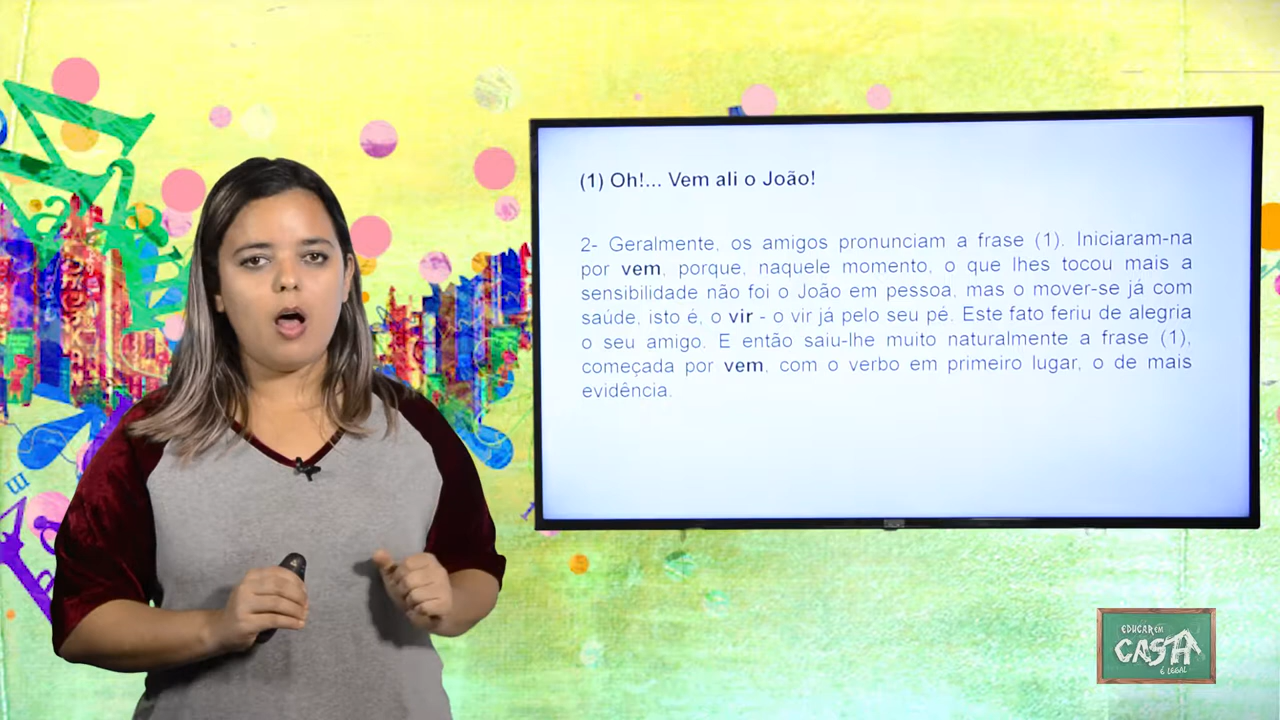 (1) Oh!... Vem ali o João!
2- Geralmente, os amigos pronunciam a frase (1). Iniciaram-na
por vem, porque, naquele momento, o que lhes tocou mais a
sensibilidade não foi o João em pessoa, mas o mover-se já com
saúde, isto é, o vir - o vir já pelo seu pé. Este fato feriu de alegria
o seu amigo. E então saiu-lhe muito naturalmente a frase (1),
começada por vem, com o verbo em primeiro lugar, o de mais
evidência.
EDUCAR EM
CASA
É LEGAL